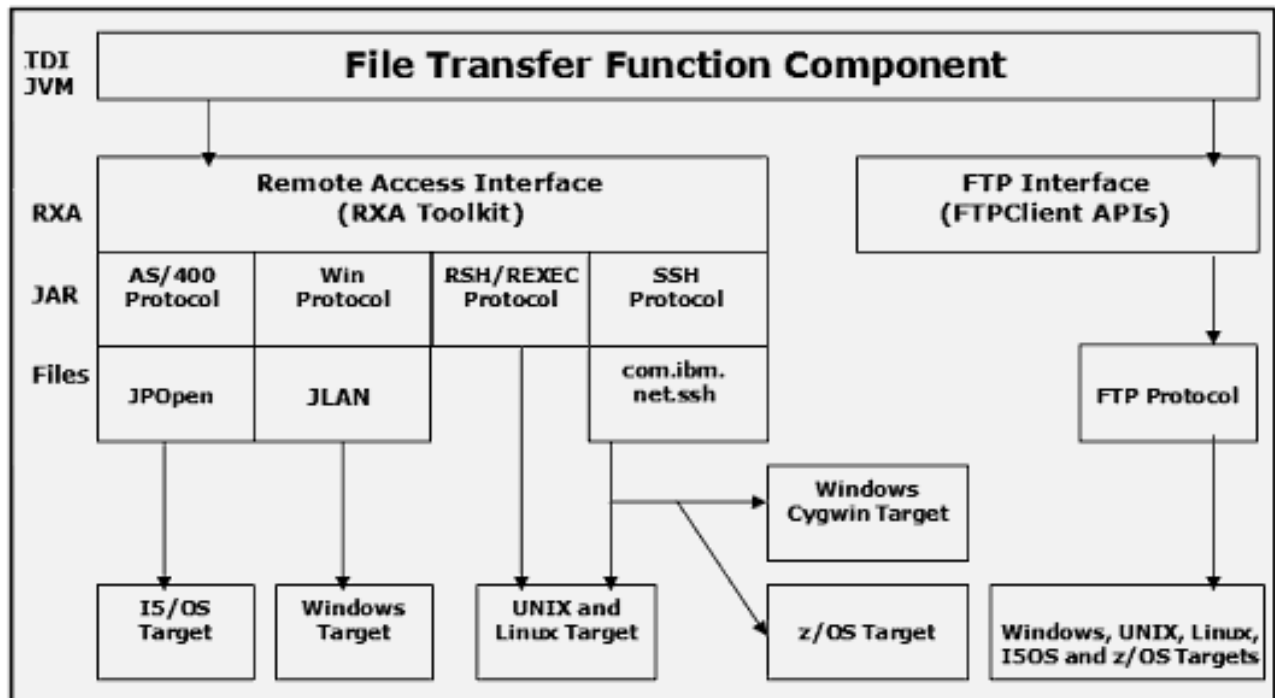 TDI
JVM
File Transfer Function Component
RXA
Remote Access Interface
(RXA Toolkit)
FTP Interface
(FTPClient APIs)
JAR
AS/400
Protocol
Win
Protocol
RSH/REXEC
Protocol
SSH
Protocol
Files
JPOpen
JLAN
com.ibm.
net.ssh
FTP Protocol
Windows
Cygwin Target
I5/OS
Target
Windows
Target
UNIX and
Linux Target
z/OS Target
Windows, UNIX, Linux,
I5OS and z/OS Targets